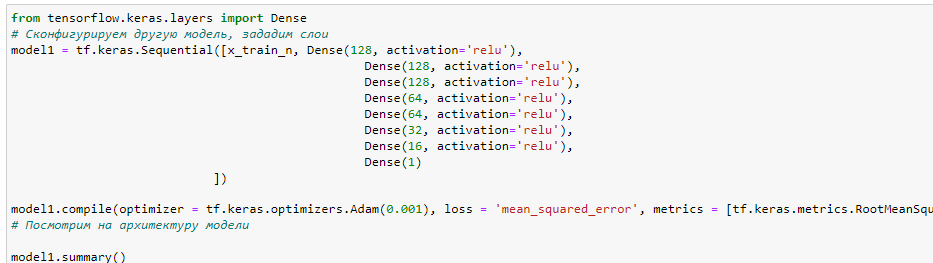 from tensorflow.keras.layers import Dense
# Сконфигурируем другую модель, зададим слои
model1 = tf.keras.Sequential([x_train_n, Dense(128, activation='relu'),
Dense(128, activation='relu'),
Dense(128, activation='relu'),
Dense(64, activation='relu'),
Dense(64, activation='relu'),
Dense(32, activation='relu'),
Dense(16, activation='relu'),
Dense(1)
])
model1.compile(optimizer = tf.keras.optimizers.Adam(0.001), loss = 'mean_squared_error', metrics = [tf.keras.metrics.RootMeanSqu
# Посмотрим на архитектуру модели
model1.summary()